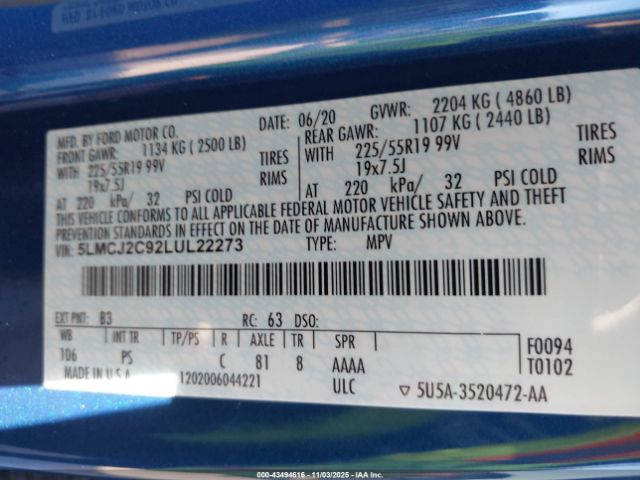 MFD. BY FORD MOTOR CO.
DATE: 06/20 GVWR: 2204 KG ( 4860 LB)
FRONT GAWR: 1134 KG ( 2500 LB)
REAR GAWR: 1107 KG ( 2440 LB)
WITH 225/55R19 99V TIRES
WITH 225/55R19 99V TIRES
19x7.5J RIMS
19x7.5J RIMS
AT 220 kPa/ 32 PSI COLD
AT 220 kPa/ 32 PSI COLD
THIS VEHICLE CONFORMS TO ALL APPLICABLE FEDERAL MOTOR VEHICLE SAFETY AND THEFT
PREVENTION STANDARDS IN EFFECT ON THE DATE OF MANUFACTURE SHOWN ABOVE.
VIN: 5LMCJ2C92LUL22273 TYPE: MPV
EXT PNT: B3 RC: 63 DSO:
WB INT TR TP/PS R AXLE TR SPR
106 PS C 81 8 AAAA
F0094
T0102
MADE IN U.S.A. 1202006044221 ULC ▽ 5U5A-3520472-AA
000-43494616 - 11/03/2025 - IAA Inc.